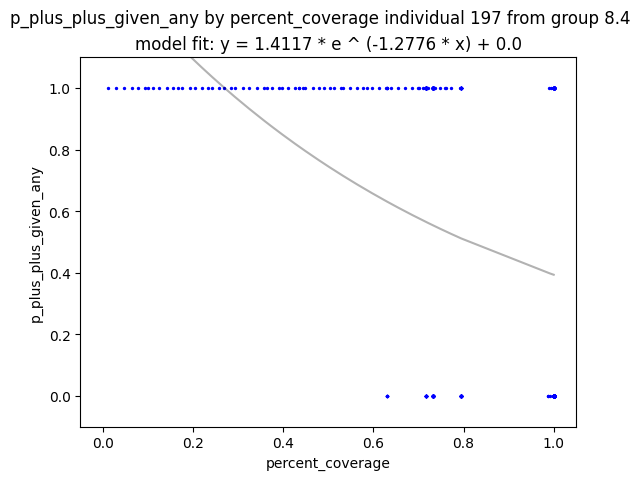 p_plus_plus_given_any by percent_coverage individual 197 from group 8.4
model fit: y = 1.4117 * e ^ (-1.2776 * x) + 0.0
1.0
0.8
0.6
0.4
0.2
0.0
p_plus_plus_given_any
0.0 0.2 0.4 0.6 0.8 1.0
percent_coverage